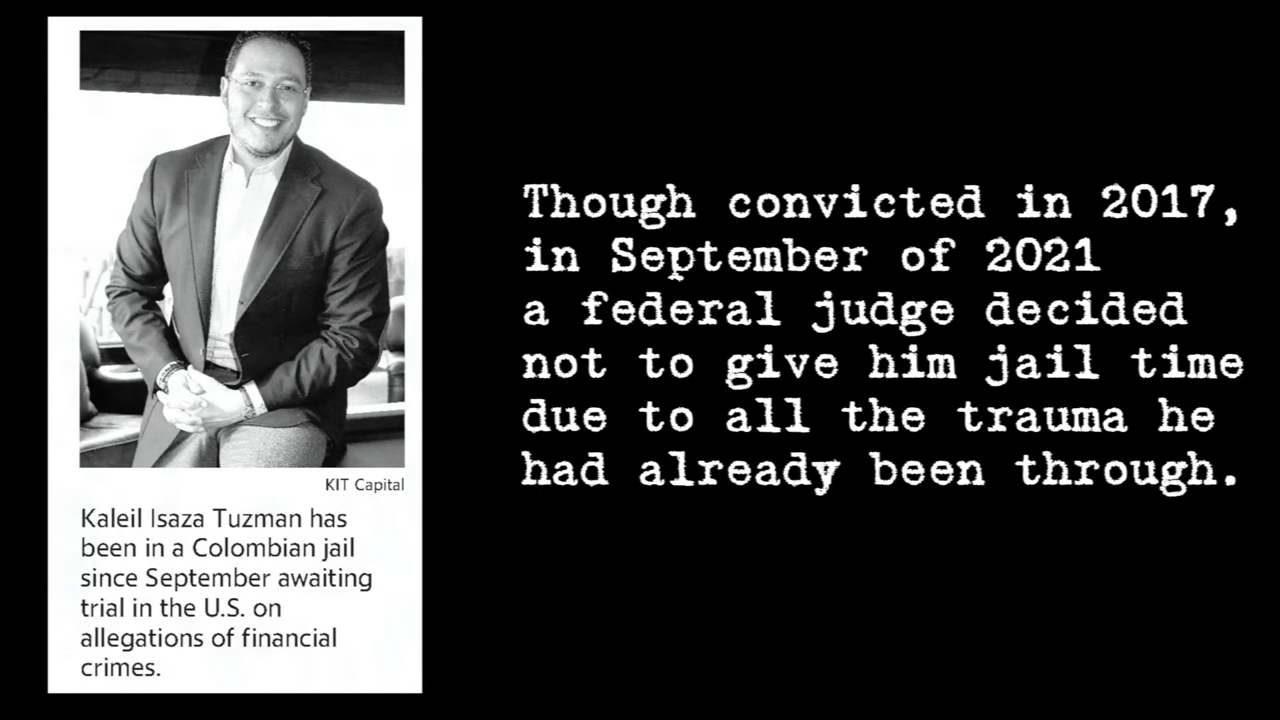 KIT Capital
Kaleil Isaza Tuzman has
been in a Colombian jail
since September awaiting
trial in the U.S. on
allegations of financial
crimes.
Though convicted in 2017,
in September of 2021
a federal judge decided
not to give him jail time
due to all the trauma he
had already been through.